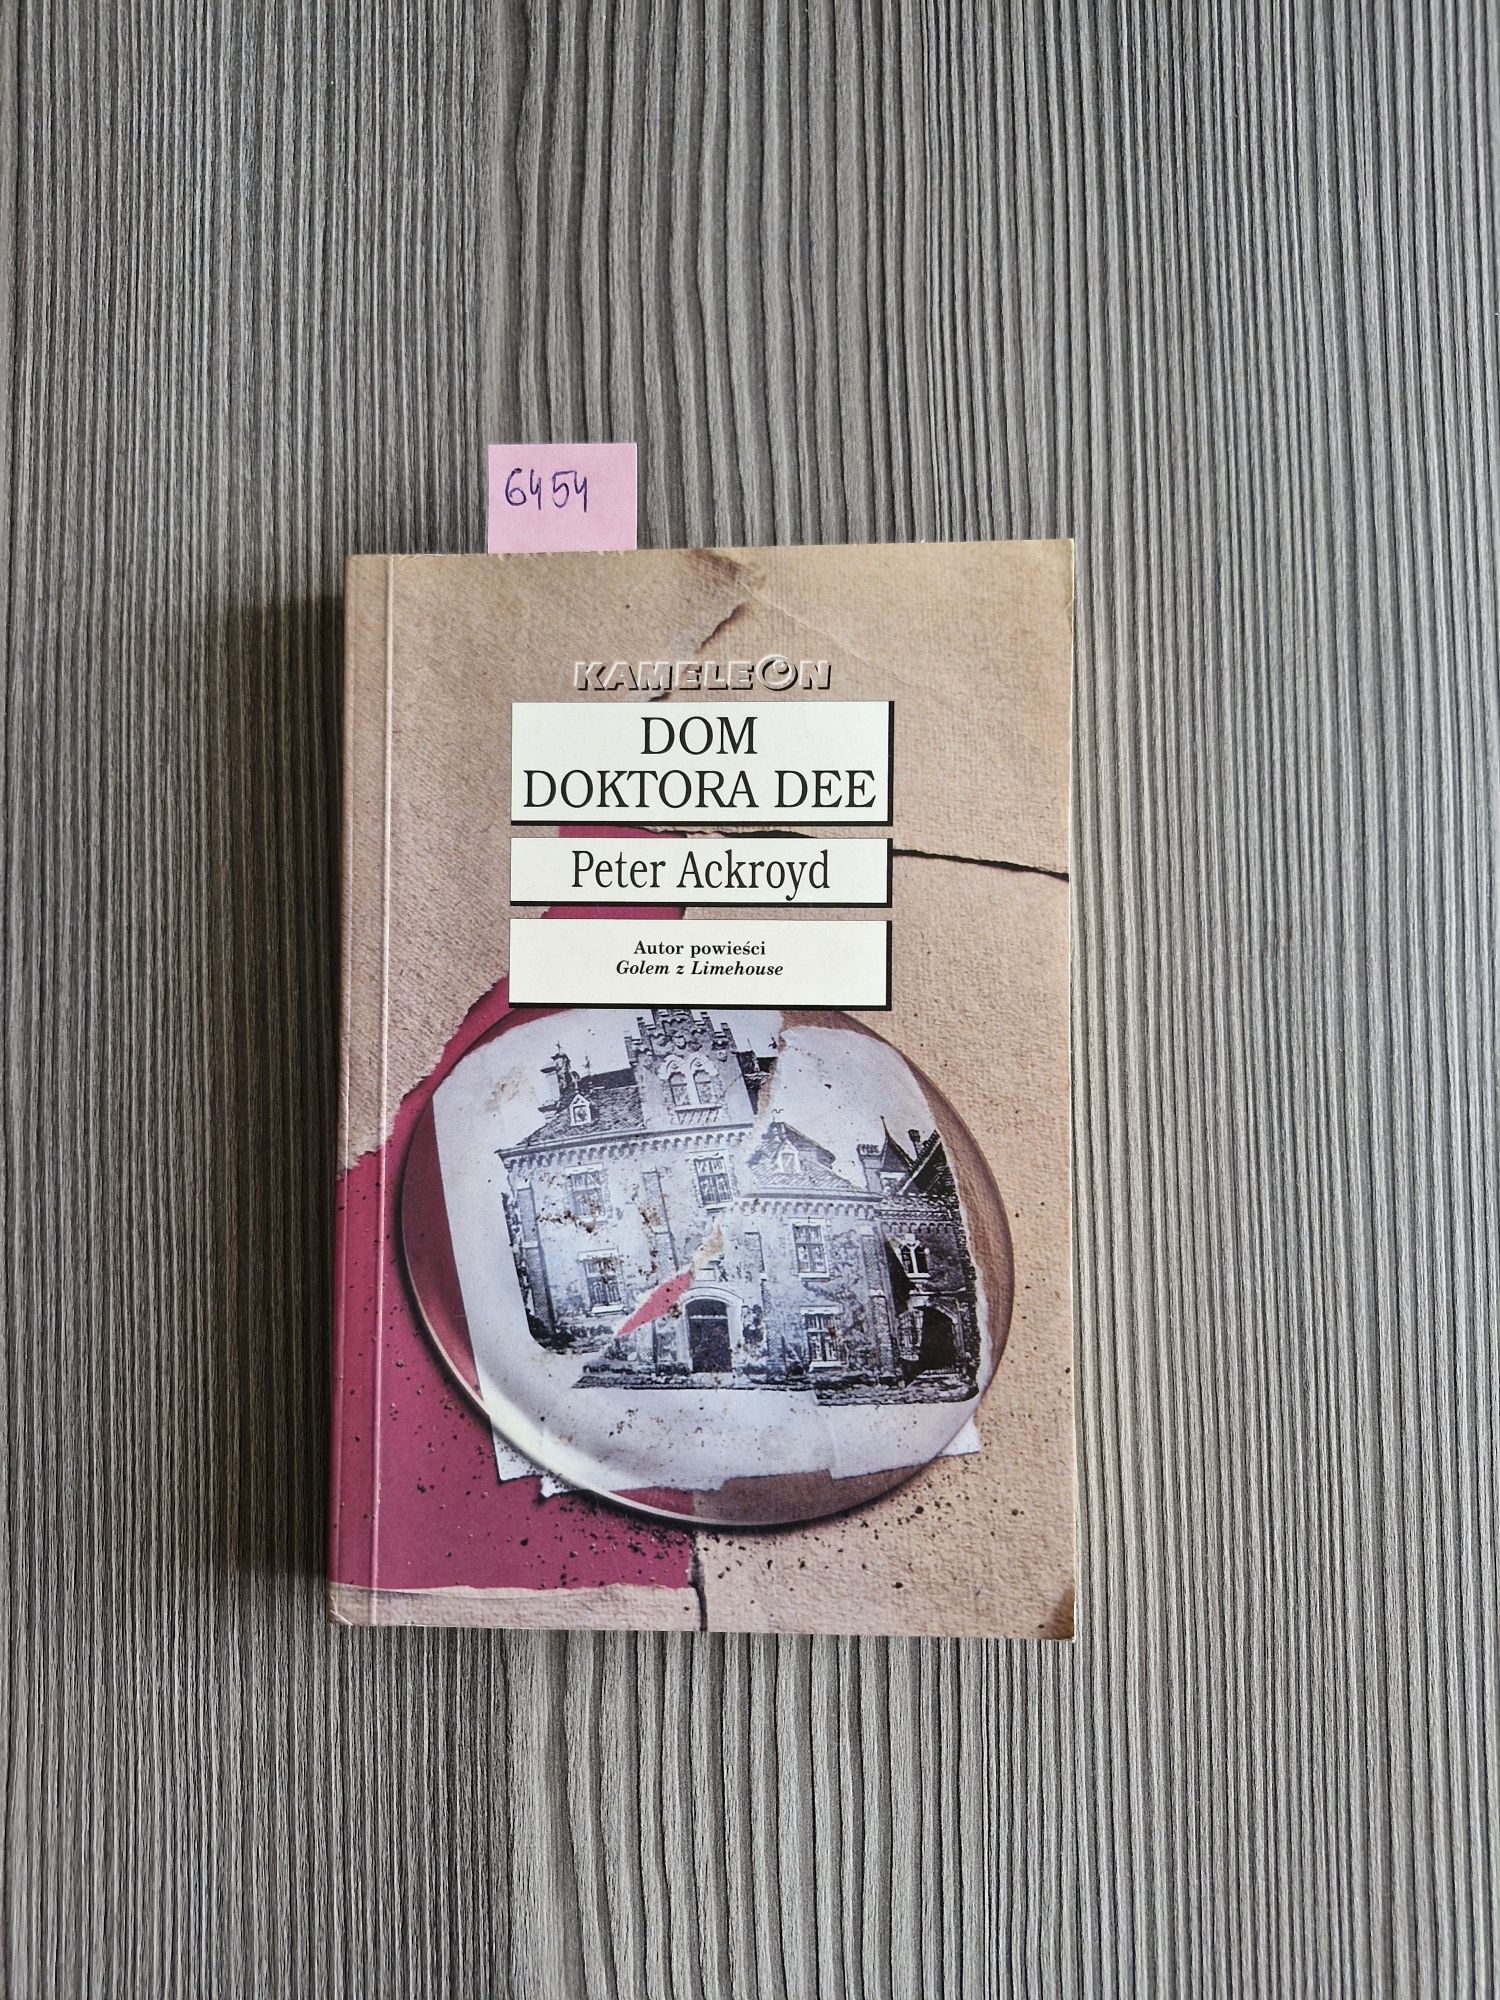 6454
KAMELEON
DOM
DOKTORA DEE
Peter Ackroyd
Autor powieści
Golem z Limehouse